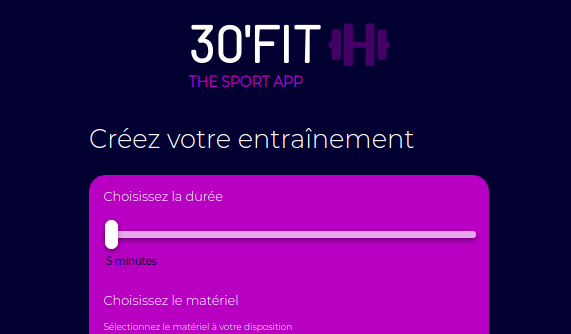 30'FIT
THE SPORT APP
Créez votre entraînement
Choisissez la durée
5 minutes
Choisissez le matériel
Sélectionnez le matériel à votre disposition